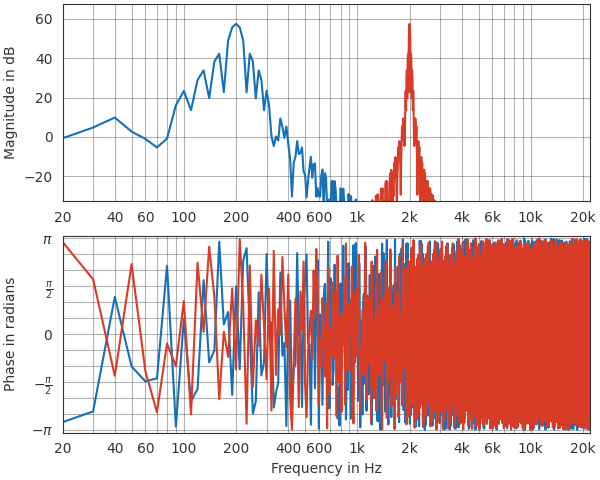 60
40
20
0
−20
Magnitude in dB
20 40 60 100 200 400 600 1k 2k 4k 6k 10k 20k
π
π/2
0
−π/2
−π
Phase in radians
20 40 60 100 200 400 600 1k 2k 4k 6k 10k 20k
Frequency in Hz